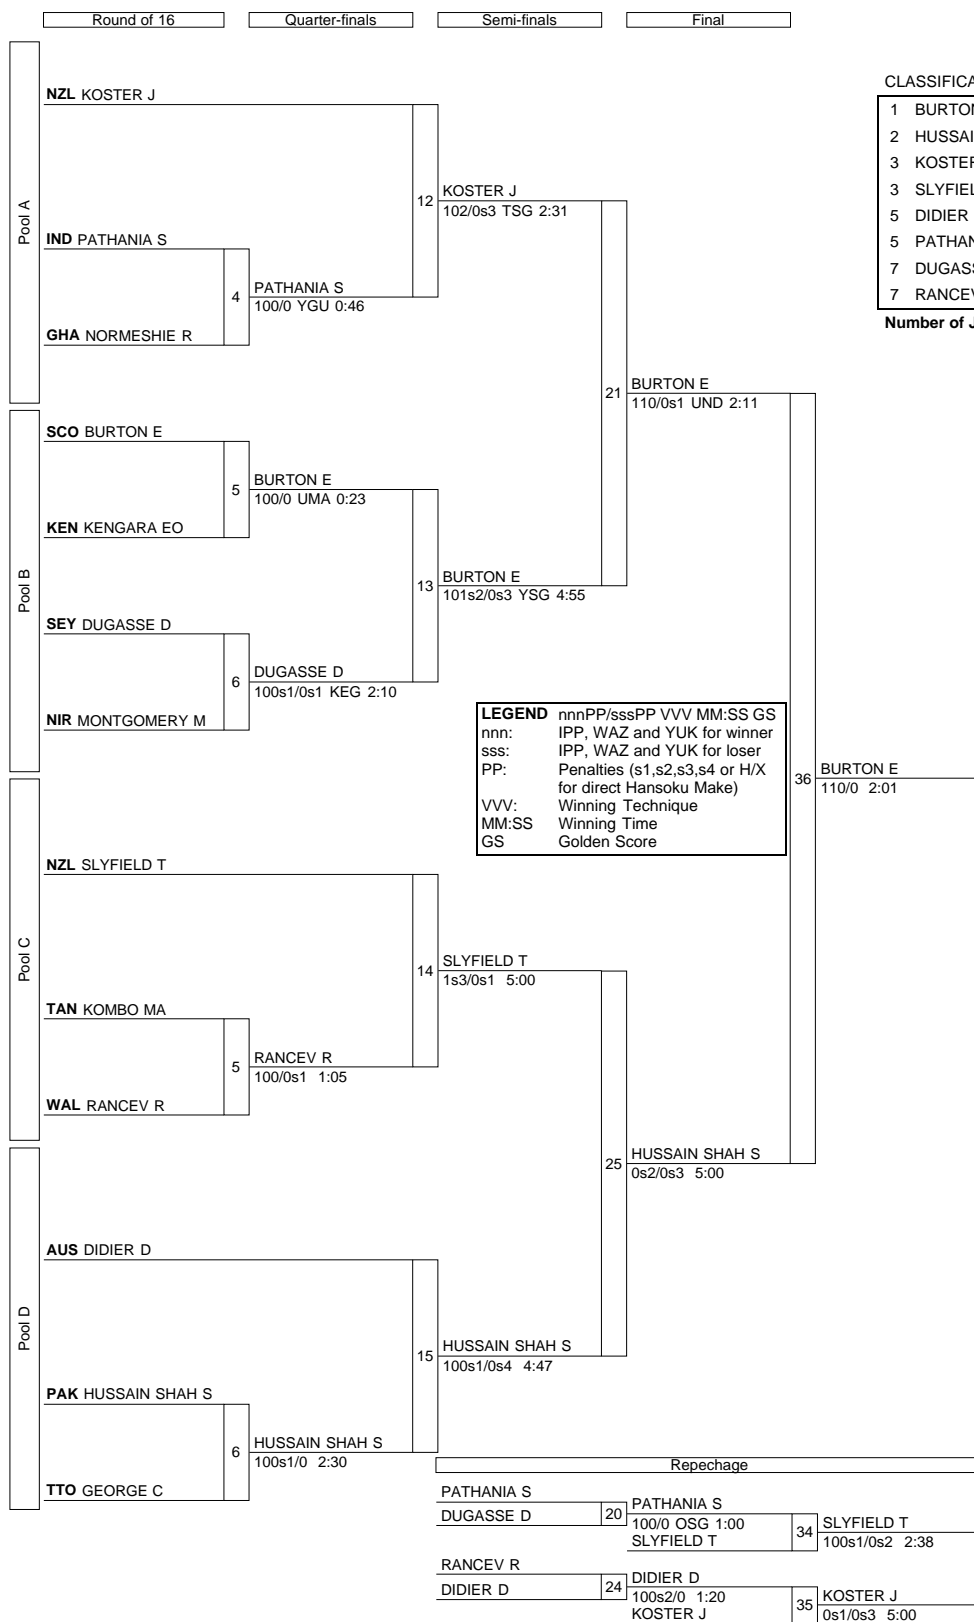 Round of 16
Quarter-finals
Semi-finals
Final
Pool A
NZL KOSTER J
IND PATHANIA S
GHA NORMESHIE R
4
PATHANIA S
100/0 YGU 0:46
12
KOSTER J
102/0s3 TSG 2:31
Pool B
SCO BURTON E
KEN KENGARA EO
5
BURTON E
100/0 UMA 0:23
SEY DUGASSE D
NIR MONTGOMERY M
6
DUGASSE D
100s1/0s1 KEG 2:10
13
BURTON E
101s2/0s3 YSG 4:55
21
BURTON E
110/0s1 UND 2:11
CLASSIFICA
1 BURTON
2 HUSSAI
3 KOSTER
3 SLYFIEL
5 DIDIER
5 PATHAN
7 DUGASS
7 RANCEV
Number of J
LEGEND nnnPP/sssPP VVV MM:SS GS
nnn: IPP, WAZ and YUK for winner
sss: IPP, WAZ and YUK for loser
PP: Penalties (s1,s2,s3,s4 or H/X
for direct Hansoku Make)
VVV: Winning Technique
MM:SS Winning Time
GS Golden Score
36
BURTON E
110/0 2:01
Pool C
NZL SLYFIELD T
TAN KOMBO MA
WAL RANCEV R
5
RANCEV R
100/0s1 1:05
14
SLYFIELD T
1s3/0s1 5:00
Pool D
AUS DIDIER D
PAK HUSSAIN SHAH S
TTO GEORGE C
6
HUSSAIN SHAH S
100s1/0 2:30
15
HUSSAIN SHAH S
100s1/0s4 4:47
25
HUSSAIN SHAH S
0s2/0s3 5:00
Repechage
PATHANIA S
DUGASSE D
20
PATHANIA S
100/0 OSG 1:00
SLYFIELD T
34
SLYFIELD T
100s1/0s2 2:38
RANCEV R
DIDIER D
24
DIDIER D
100s2/0 1:20
KOSTER J
35
KOSTER J
0s1/0s3 5:00